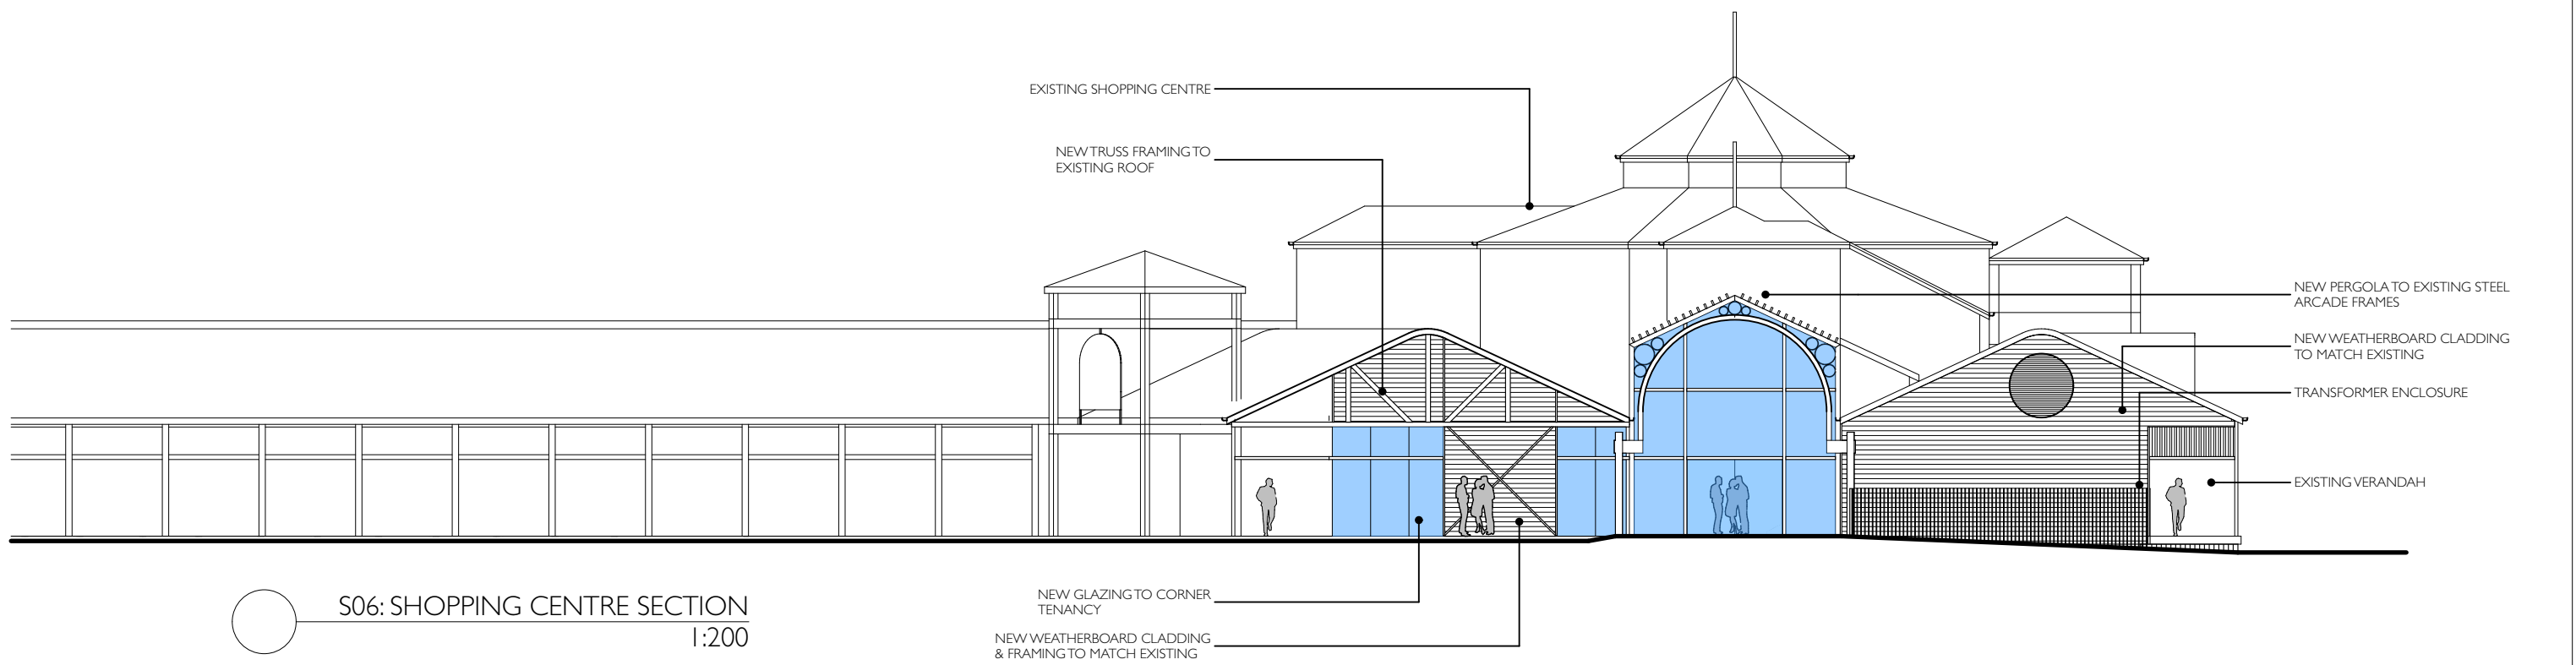 EXISTING SHOPPING CENTRE
NEW TRUSS FRAMING TO
EXISTING ROOF
NEW PERGOLA TO EXISTING STEEL
ARCADE FRAMES
NEW WEATHERBOARD CLADDING
TO MATCH EXISTING
TRANSFORMER ENCLOSURE
EXISTING VERANDAH
NEW GLAZING TO CORNER
TENANCY
NEW WEATHERBOARD CLADDING
& FRAMING TO MATCH EXISTING
S06: SHOPPING CENTRE SECTION
1:200